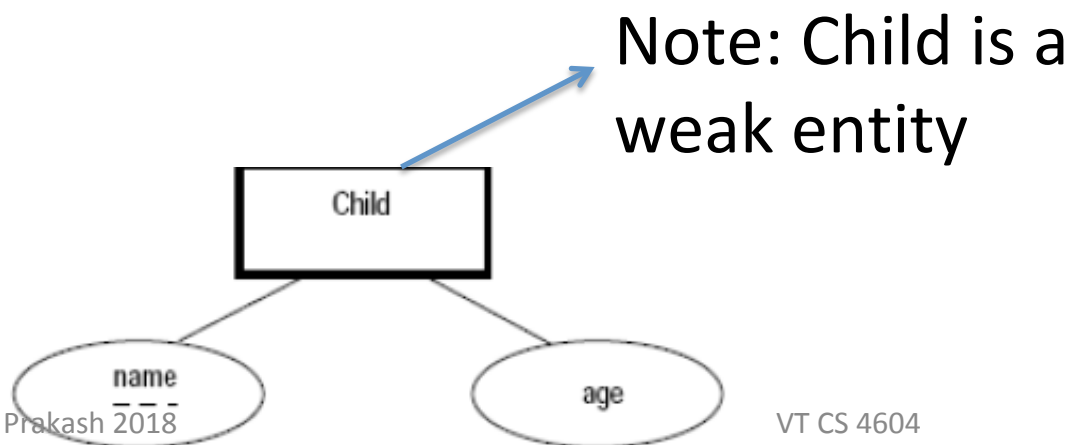 Note: Child is a
weak entity
Child
name
age
Prakash 2018
VT CS 4604